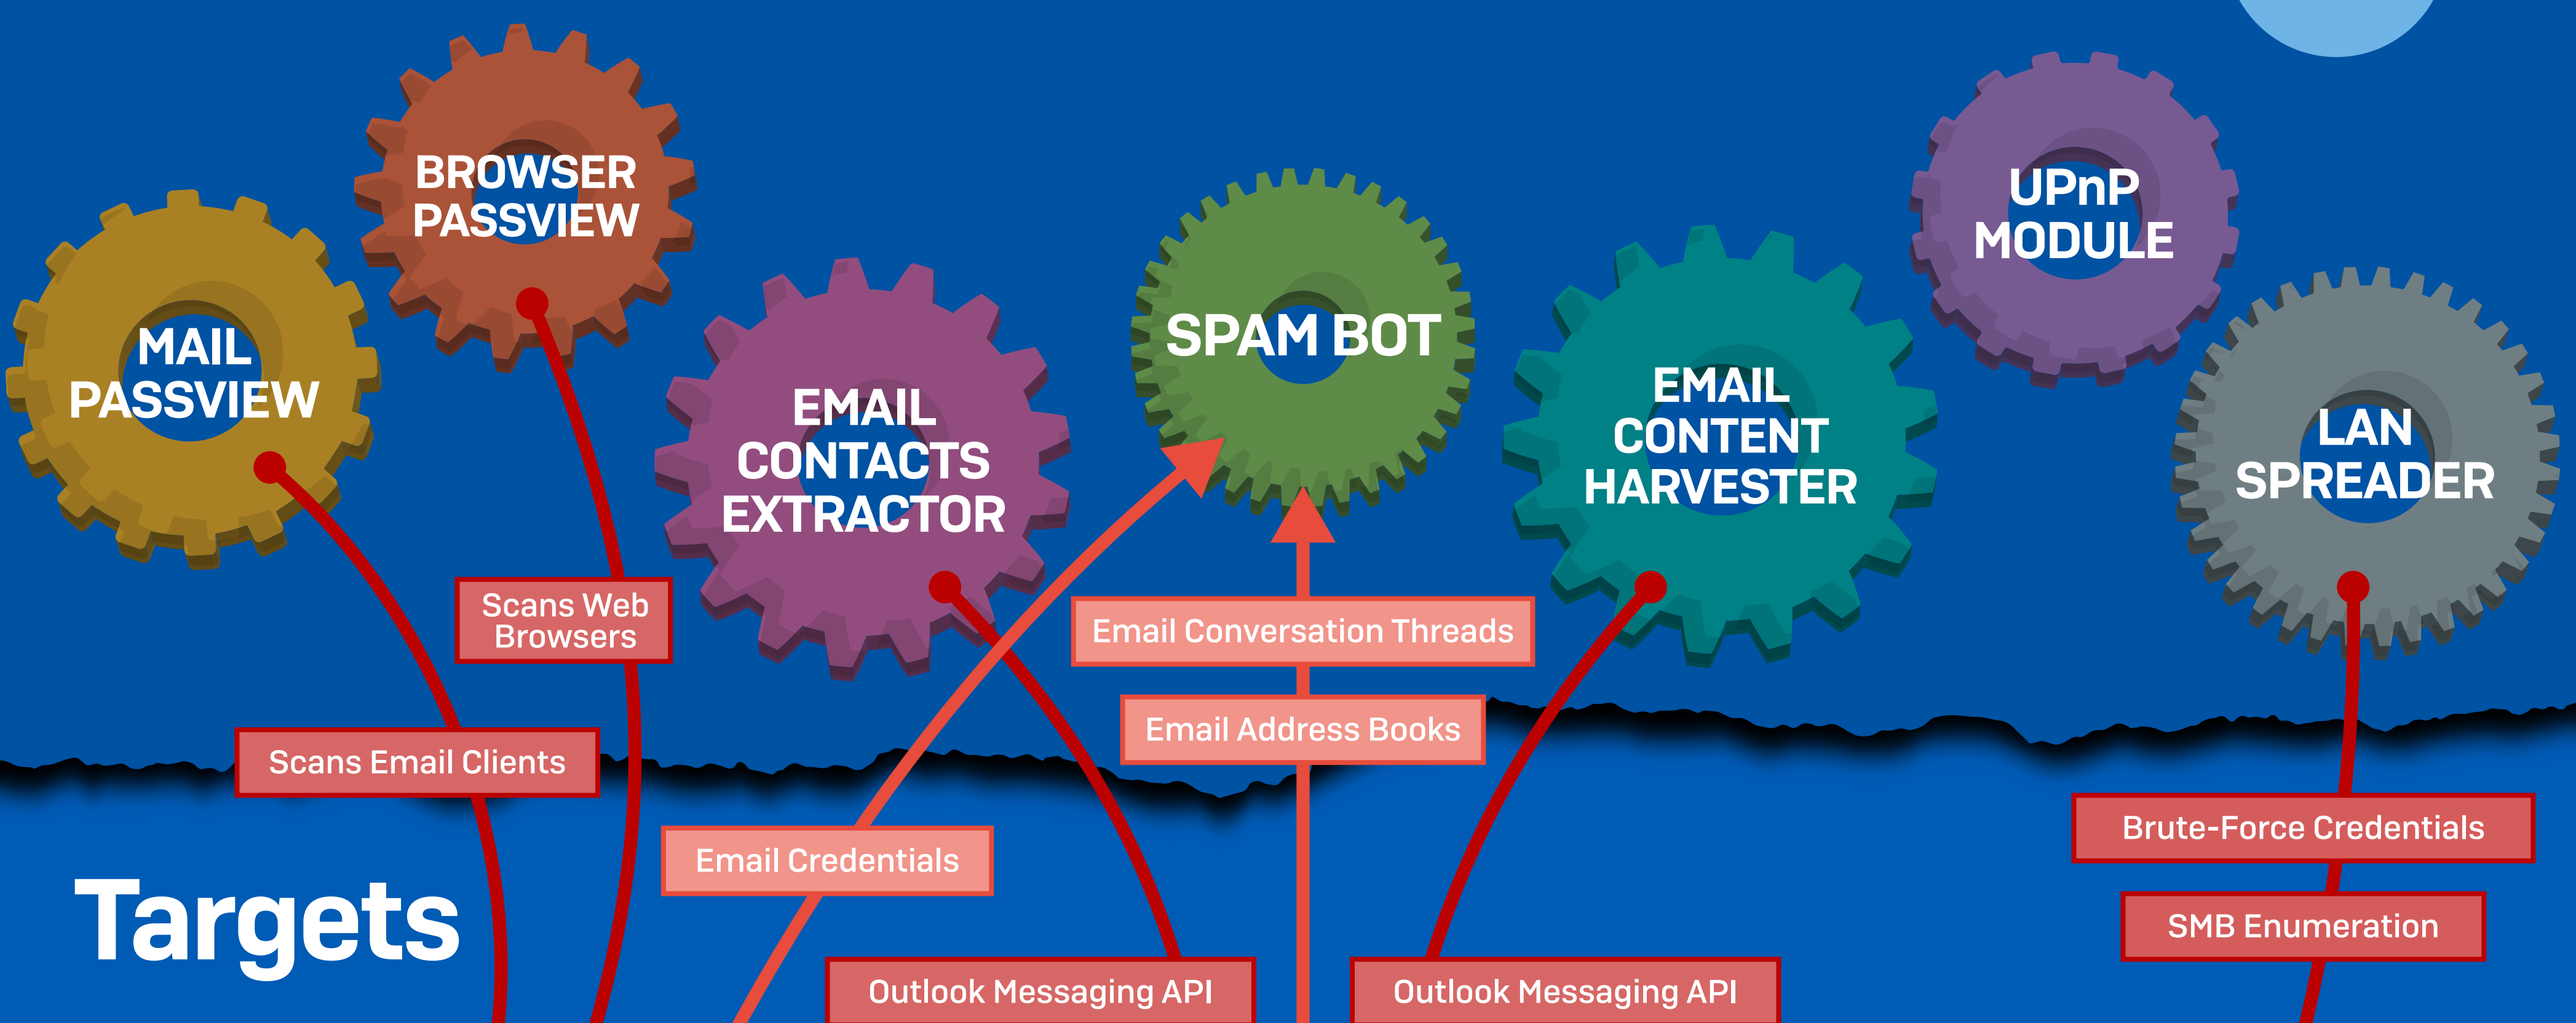 BROWSER
PASSVIEW
MAIL
PASSVIEW
EMAIL
CONTACTS
EXTRACTOR
SPAM BOT
EMAIL
CONTENT
HARVESTER
UPnP
MODULE
LAN
SPREADER
Scans Web
Browsers
Email Conversation Threads
Scans Email Clients
Email Address Books
Email Credentials
Brute-Force Credentials
SMB Enumeration
Targets
Outlook Messaging API
Outlook Messaging API